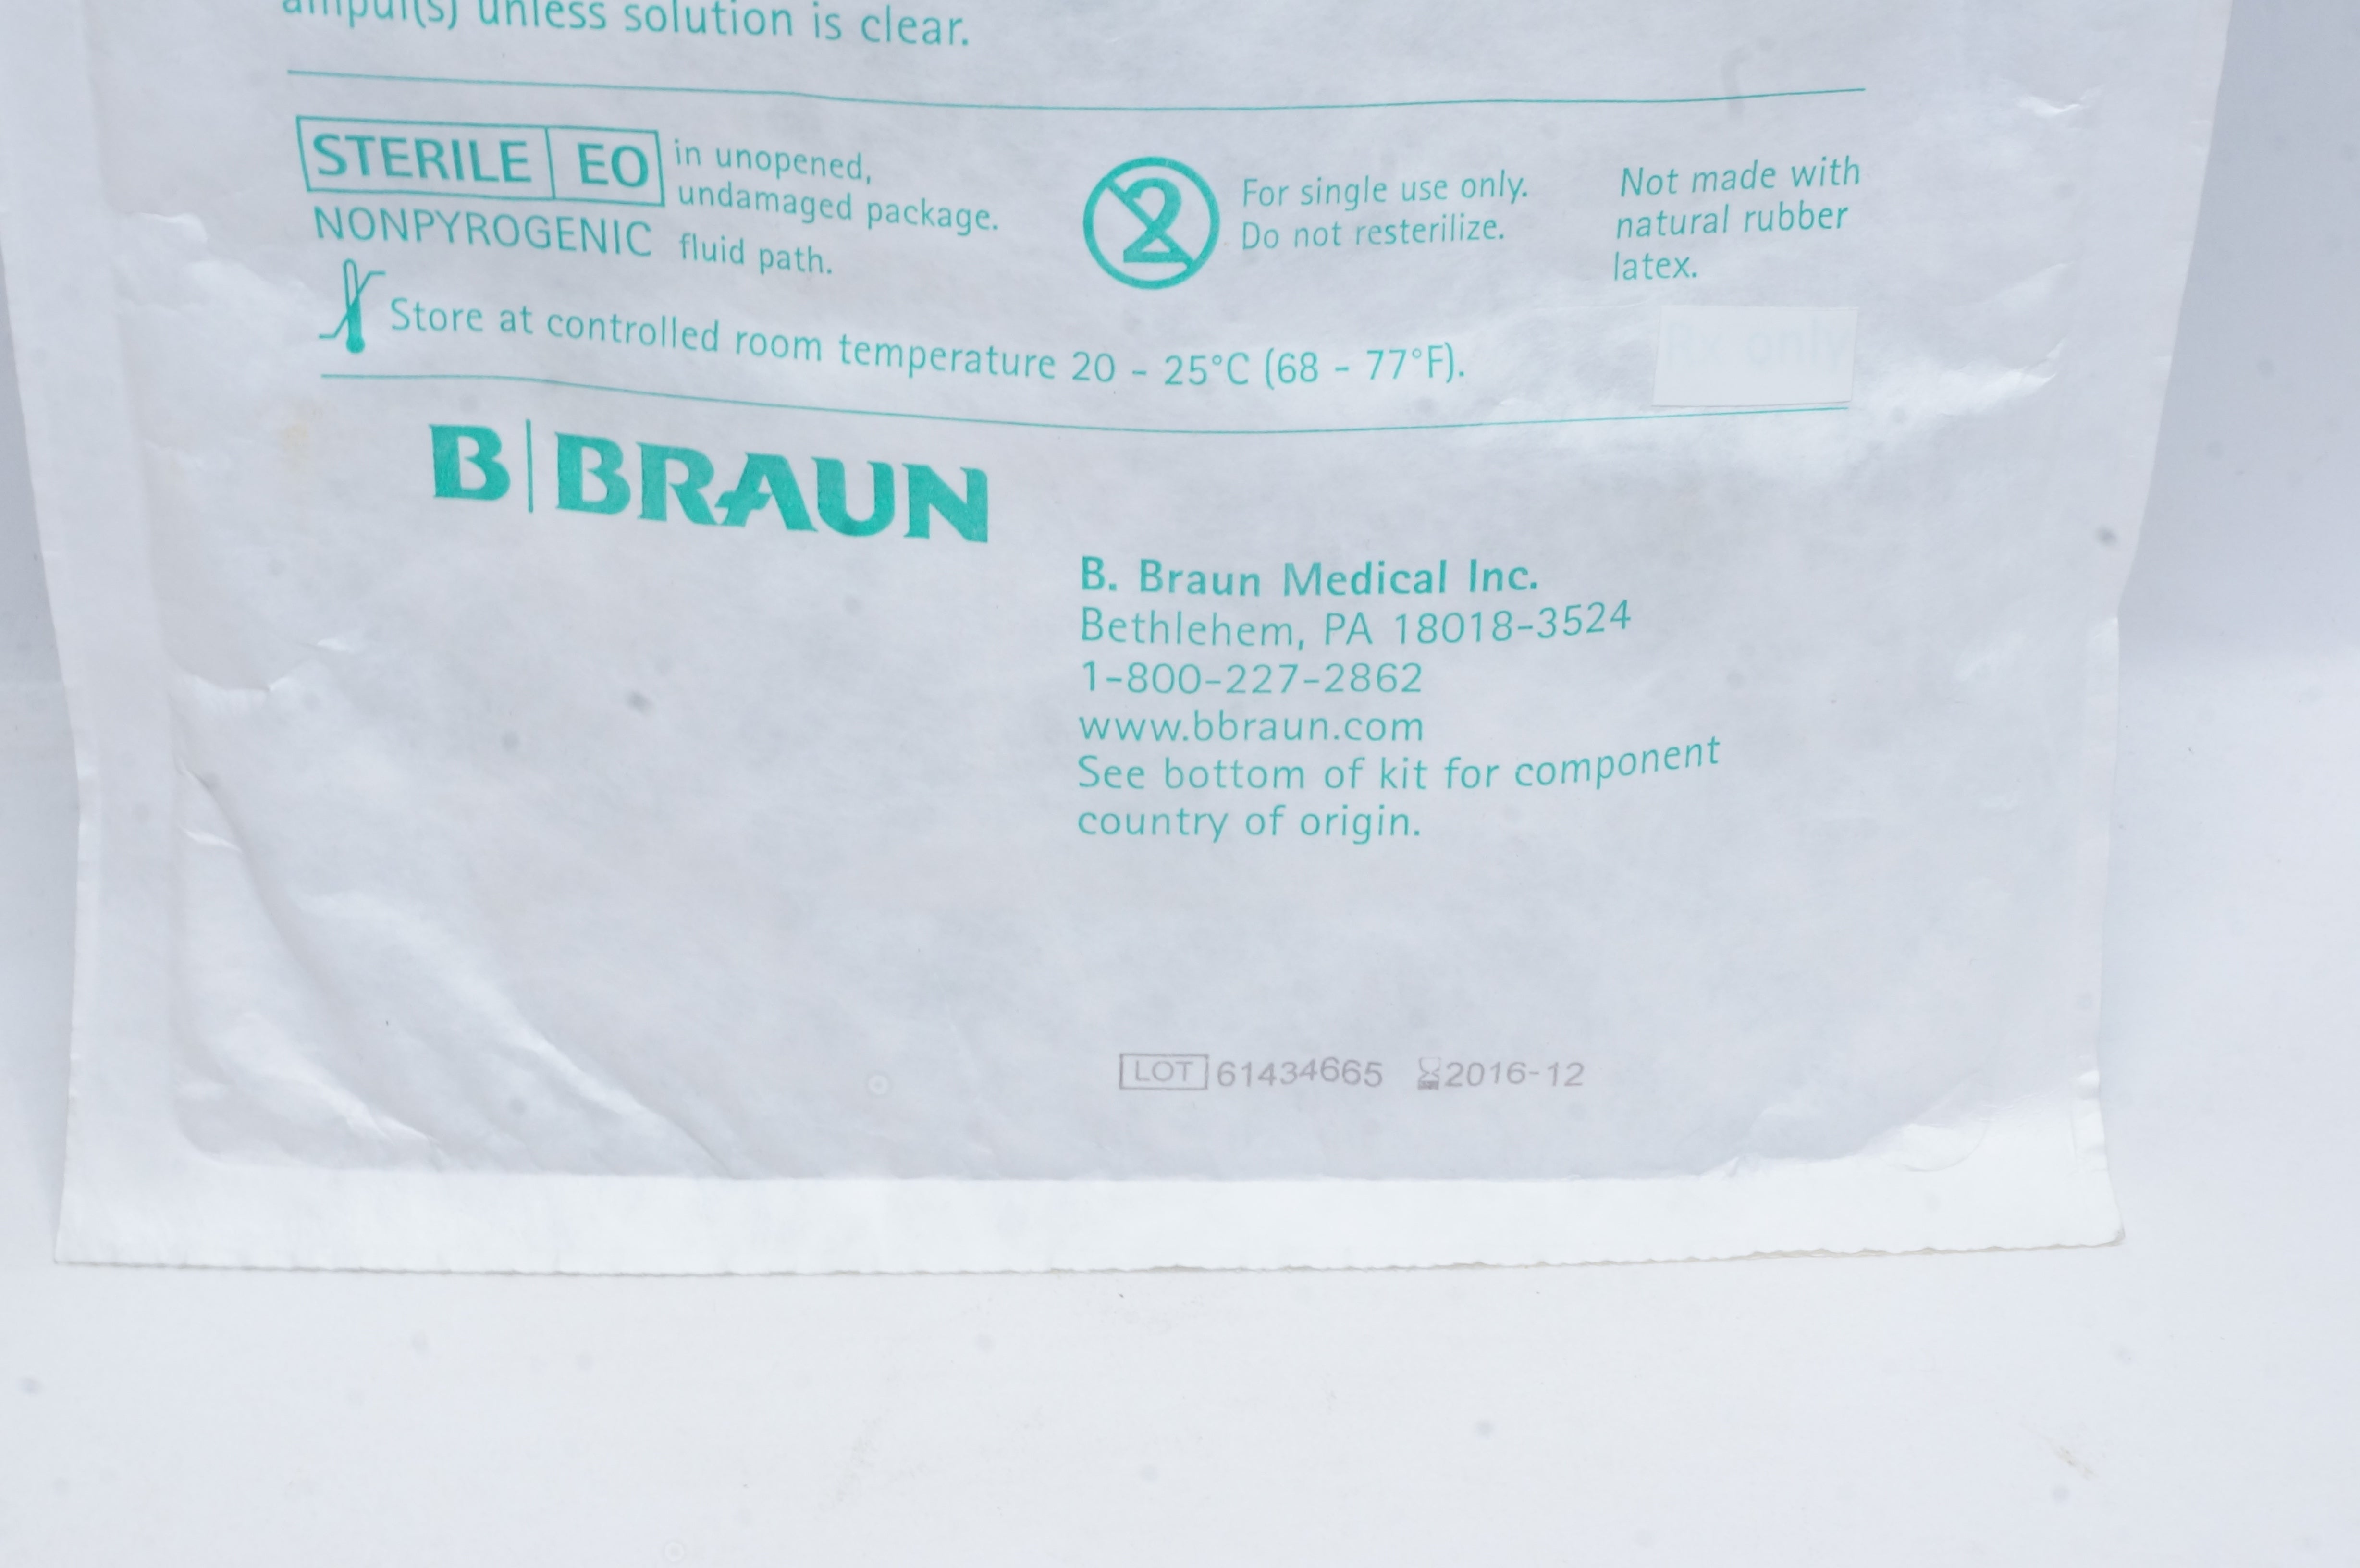 ampul(s) unless solution is clear.
STERILE EO in unopened,
undamaged package.
NONPYROGENIC fluid path.
2 For single use only.
Do not resterilize.
Not made with
natural rubber
latex.
Store at controlled room temperature 20 - 25°C (68 - 77°F).
only
B BRAUN
B. Braun Medical Inc.
Bethlehem, PA 18018-3524
1-800-227-2862
www.bbraun.com
See bottom of kit for component
country of origin.
LOT 61434665 2016-12